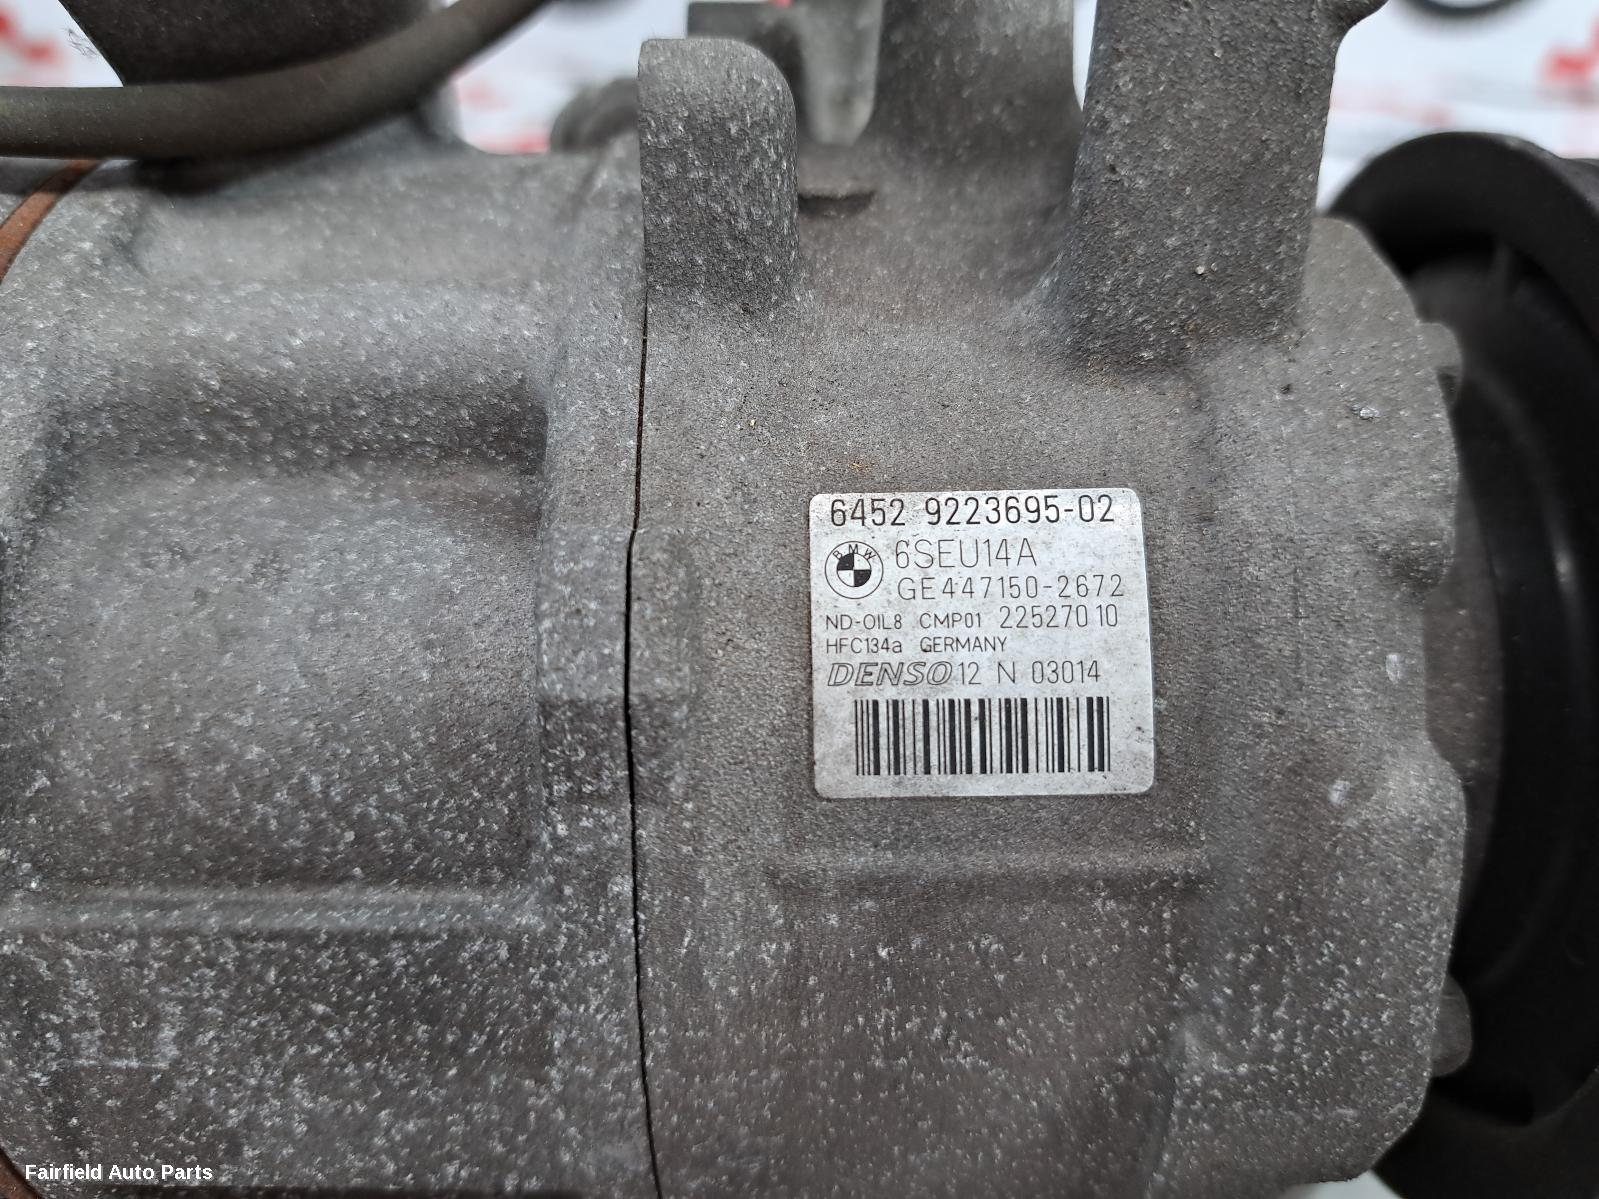 6452 9223695-02
BMW 6SEU14A
GE447150-2672
ND-OIL8 CMP01 22527010
HFC134a GERMANY
DENSO 12 N 03014
Fairfield Auto Parts